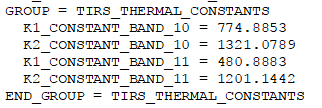 GROUP = TIRS_THERMAL_CONSTANTS
K1_CONSTANT_BAND_10 = 774.8853
K2_CONSTANT_BAND_10 = 1321.0789
K1_CONSTANT_BAND_11 = 480.8883
K2_CONSTANT_BAND_11 = 1201.1442
END_GROUP = TIRS_THERMAL_CONSTANTS